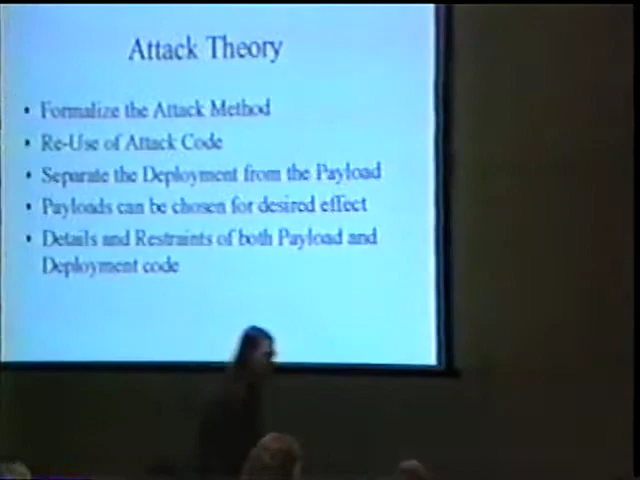 Attack Theory
• Formalize the Attack Method
• Re-Use of Attack Code
• Separate the Deployment from the Payload
• Payloads can be chosen for desired effect
• Details and Restraints of both Payload and
Deployment code